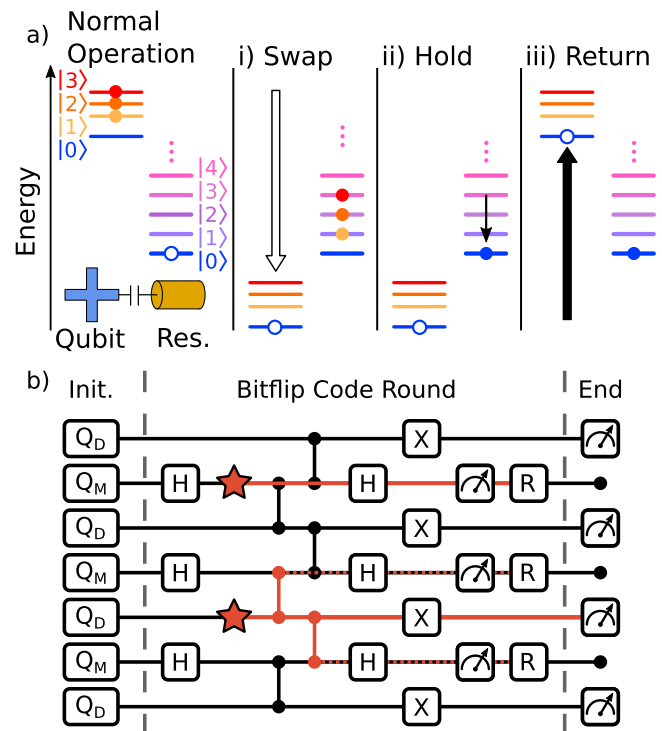 a)
Normal
Operation
i) Swap
ii) Hold
iii) Return
Energy
|3⟩
|2⟩
|1⟩
|0⟩
|4⟩
|3⟩
|2⟩
|1⟩
|0⟩
Qubit
Res.
b)
Init.
Bitflip Code Round
End
Q_D
X
Q_M
H
H
R
Q_D
Q_M
H
H
R
Q_D
X
Q_M
H
H
R
Q_D
X